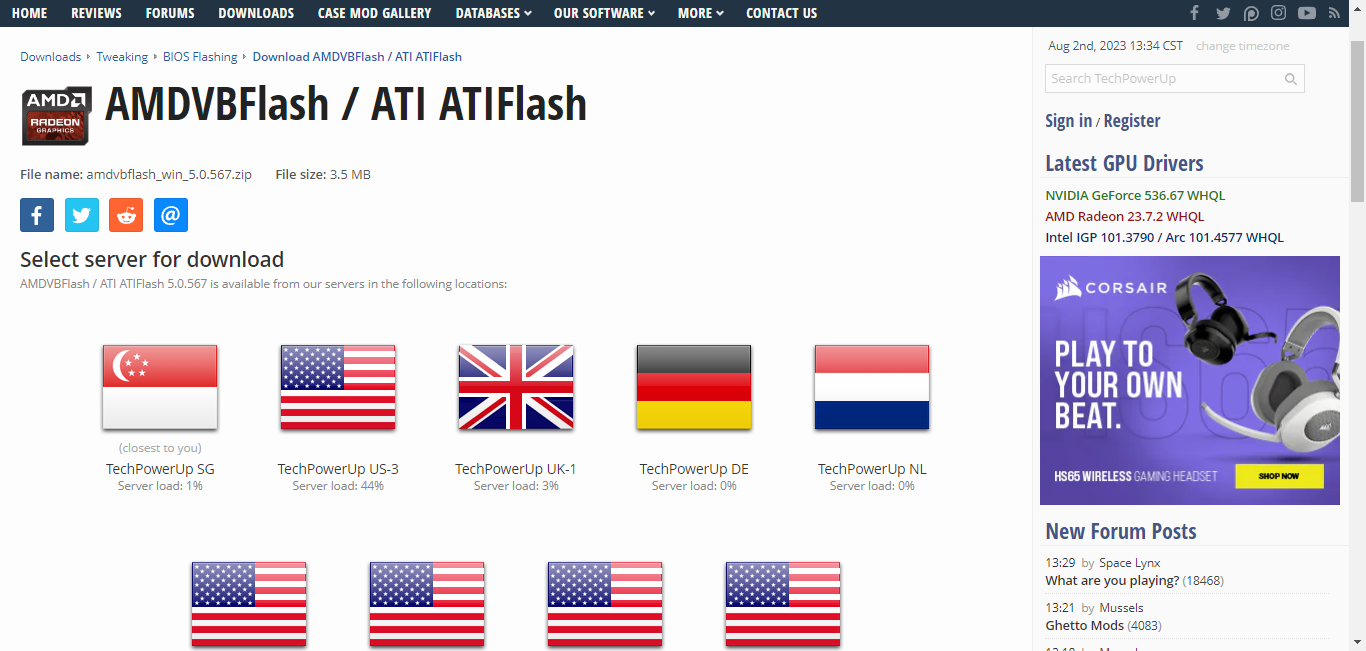 HOME REVIEWS FORUMS DOWNLOADS CASE MOD GALLERY DATABASES OUR SOFTWARE MORE CONTACT US
Downloads Tweaking BIOS Flashing Download AMDVBFlash / ATI ATIFlash
AMD
RADEON
GRAPHICS
AMDVBFlash / ATI ATIFlash
File name: amdvbflash_win_5.0.567.zip File size: 3.5 MB
Select server for download
AMDVBFlash / ATI ATIFlash 5.0.567 is available from our servers in the following locations:
(closest to you)
TechPowerUp SG
Server load: 1%
TechPowerUp US-3
Server load: 44%
TechPowerUp UK-1
Server load: 3%
TechPowerUp DE
Server load: 0%
TechPowerUp NL
Server load: 0%
Aug 2nd, 2023 13:34 CST change timezone
Search TechPowerUp
Sign in / Register
Latest GPU Drivers
NVIDIA GeForce 536.67 WHQL
AMD Radeon 23.7.2 WHQL
Intel IGP 101.3790 / Arc 101.4577 WHQL
CORSAIR
PLAY TO
YOUR OWN
BEAT.
HS65 WIRELESS GAMING HEADSET
SHOP NOW
New Forum Posts
13:29 by Space Lynx
What are you playing? (18468)
13:21 by Mussels
Ghetto Mods (4083)